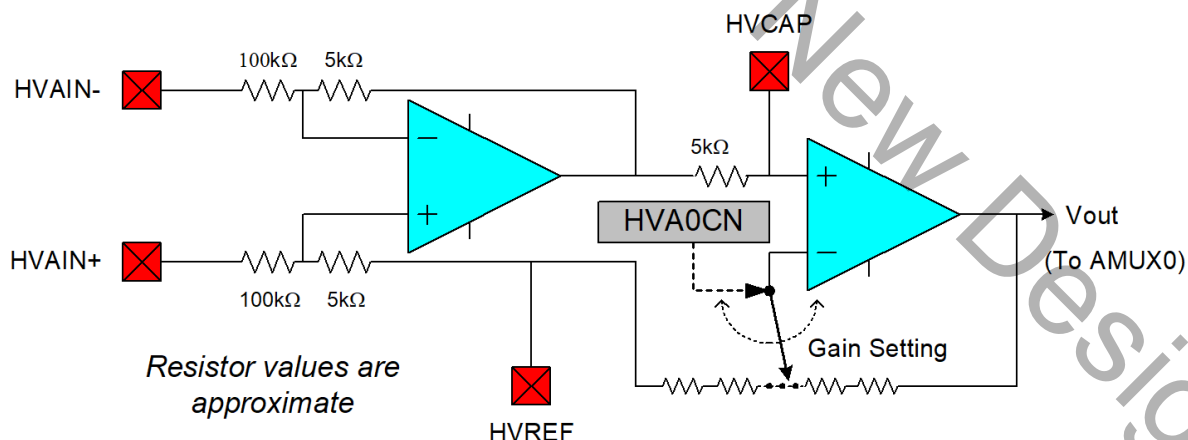 HVCAP
100kΩ 5kΩ
HVAIN-
5kΩ
HVA0CN
Vout
(To AMUX0)
HVAIN+
100kΩ 5kΩ
Gain Setting
Resistor values are
approximate
HVREF
New Desig